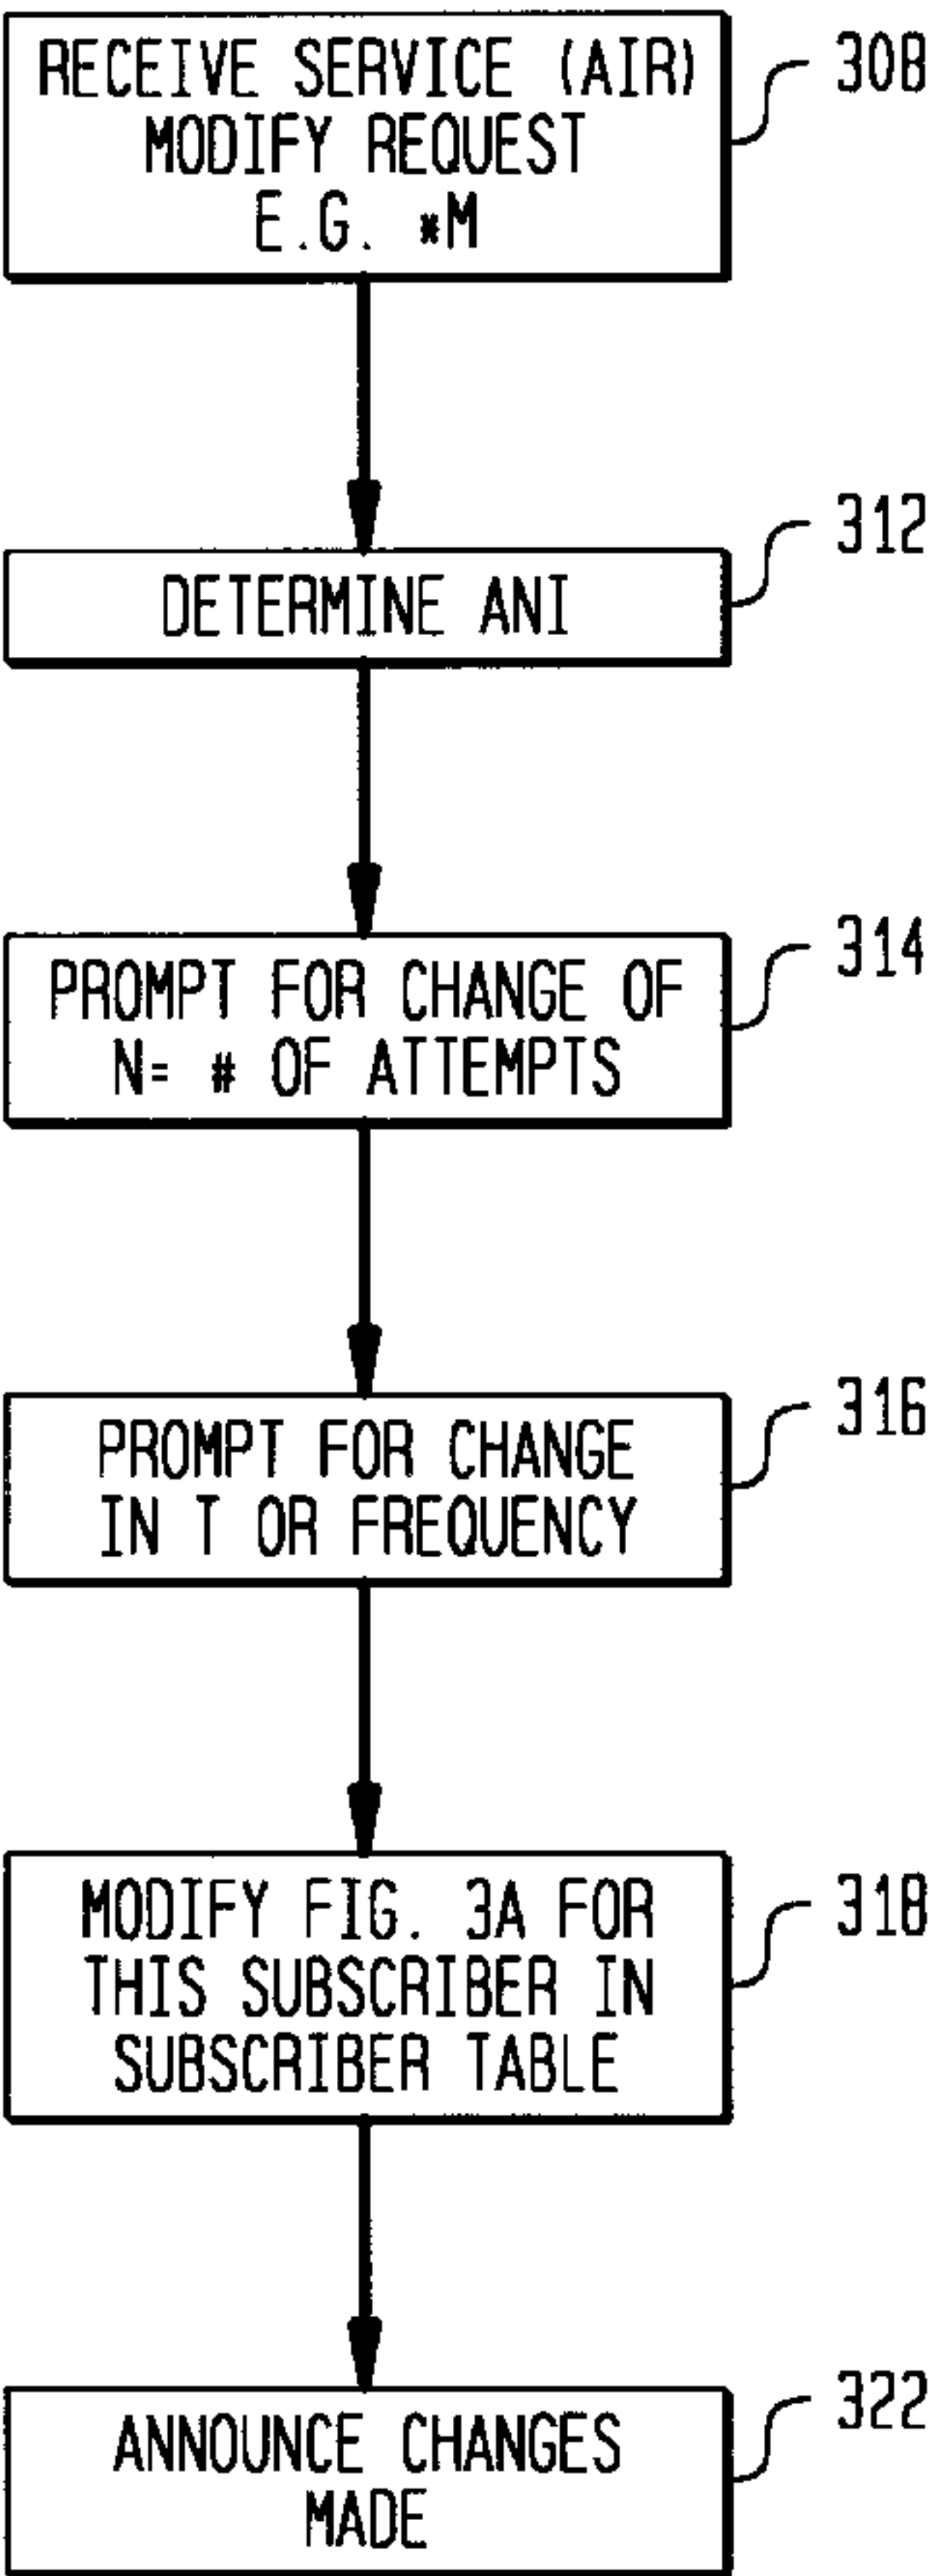 RECEIVE SERVICE (AIR)
MODIFY REQUEST
E.G. *M
308
DETERMINE ANI
312
PROMPT FOR CHANGE OF
N= # OF ATTEMPTS
314
PROMPT FOR CHANGE
IN T OR FREQUENCY
316
MODIFY FIG. 3A FOR
THIS SUBSCRIBER IN
SUBSCRIBER TABLE
318
ANNOUNCE CHANGES
MADE
322